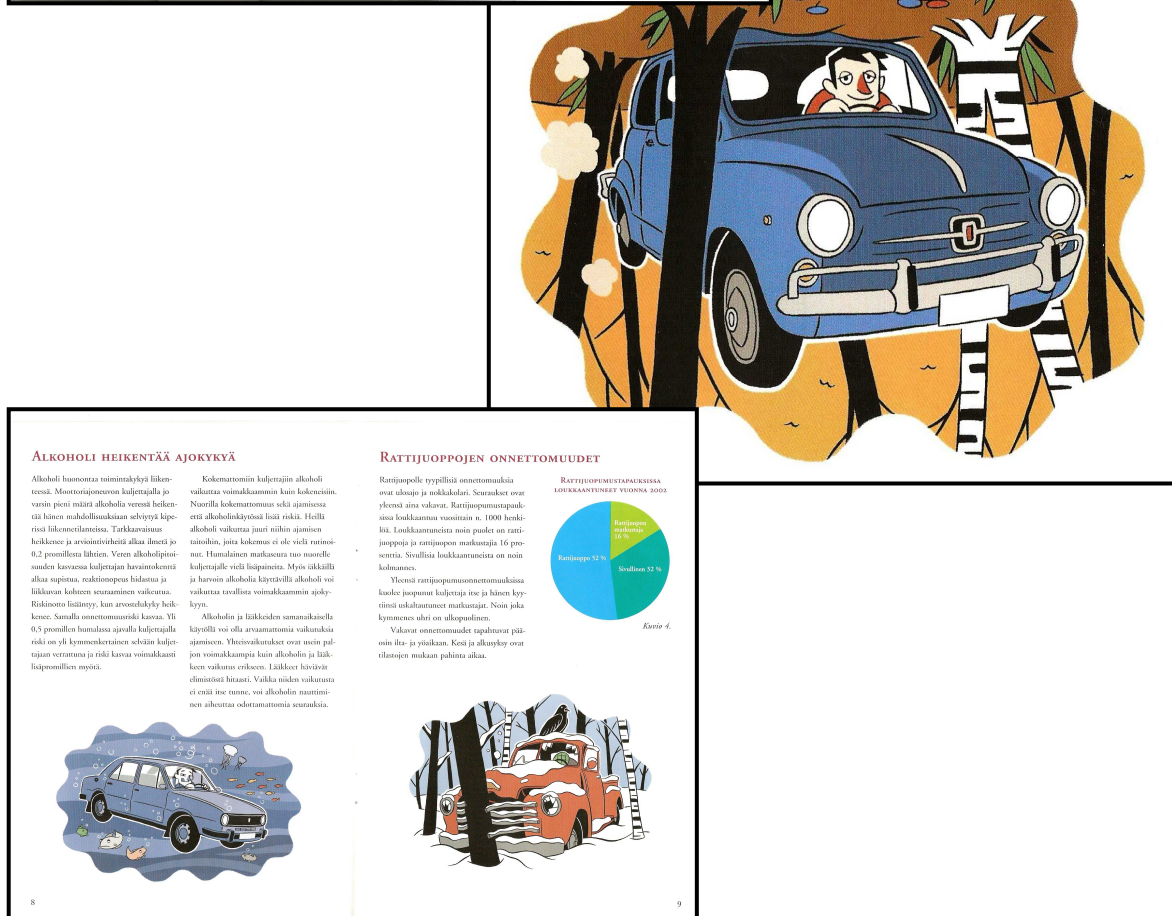 Alkoholi heikentää ajokykyä
Alkoholi huonontaa toimintakykyä liiken-
teessä. Moottoriajoneuvon kuljettajalla jo
varsin pieni määrä alkoholia veressä heiken-
tää hänen mahdollisuuksiaan selviytyä kipe-
rissä liikennetilanteissa. Tarkkaavaisuus
heikkenee ja arviointivirheitä alkaa ilmetä jo
0,2 promillesta lähtien. Veren alkoholipitoi-
suuden kasvaessa kuljettajan havaintokenttä
alkaa supistua, reaktionopeus hidastua ja
liikkuvan kohteen seuraaminen vaikeutua.
Riskinotto lisääntyy, kun arvostelukyky heik-
kenee. Samalla onnettomuusriski kasvaa. Yli
0,5 promillen humalassa ajavalla kuljettajalla
riski on yli kymmenkertainen selvään kuljet-
tajaan verrattuna ja riski kasvaa voimakkaasti
lisäpromillien myötä.
Kokemattomiin kuljettajiin alkoholi
vaikuttaa voimakkaammin kuin kokeneisiin.
Nuorilla kokemattomuus sekä ajamisessa
että alkoholinkäytössä lisää riskiä. Heillä
alkoholi vaikuttaa juuri niihin ajamisen
taitoihin, joita kokemus ei ole vielä rutinoi-
nut. Humalainen matkaseura tuo nuorelle
kuljettajalle vielä lisäpaineita. Myös iäkkäillä
ja harvoin alkoholia käyttävillä alkoholi voi
vaikuttaa tavallista voimakkaammin ajoky-
kyyn.
Alkoholin ja lääkkeiden samanaikaisella
käytöllä voi olla arvaamattomia vaikutuksia
ajamiseen. Yhteisvaikutukset ovat usein pal-
jon voimakkaampia kuin alkoholin ja lääk-
keen vaikutus erikseen. Lääkkeet häviävät
elimistöstä hitaasti. Vaikka niiden vaikutusta
ei enää itse tunne, voi alkoholin nauttimi-
nen aiheuttaa odottamattomia seurauksia.
8
Rattijuoppojen onnettomuudet
Rattijuopolle tyypillisiä onnettomuuksia
ovat ulosajo ja nokkakolari. Seuraukset ovat
yleensä aina vakavat. Rattijuopumustapauk-
sissa loukkaantuu vuosittain n. 1000 henki-
löä. Loukkaantuneista noin puolet on ratti-
juoppoja ja rattijuopon matkustajia 16 pro-
senttia. Sivullisia loukkaantuneista on noin
kolmannes.
Yleensä rattijuopumusonnettomuuksissa
kuolee juopunut kuljettaja itse ja hänen kyy-
tiinsä uskaltautuneet matkustajat. Noin joka
kymmenes uhri on ulkopuolinen.
Vakavat onnettomuudet tapahtuvat pää-
osin ilta- ja yöaikaan. Kesä ja alkusyksy ovat
tilastojen mukaan pahinta aikaa.
Rattijuopumustapauksissa
loukkaantuneet vuonna 2002
Rattijuopon
matkustaja
16 %
Rattijuoppo 52 %
Sivullinen 32 %
Kuvio 4.
9